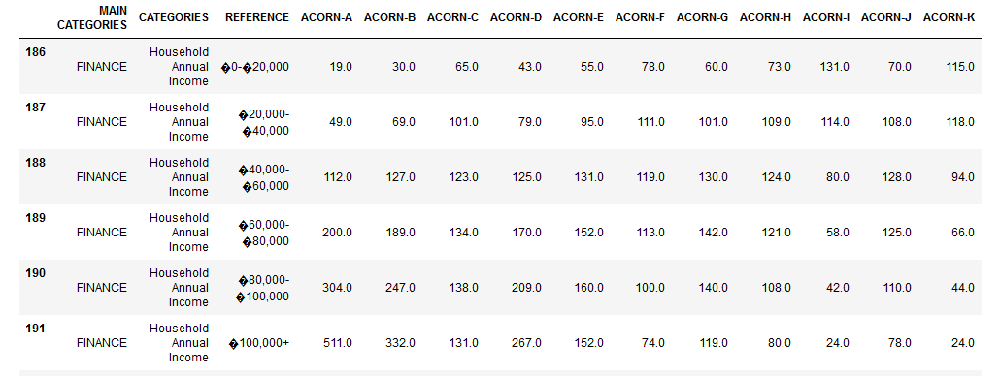 MAIN CATEGORIES CATEGORIES REFERENCE ACORN-A ACORN-B ACORN-C ACORN-D ACORN-E ACORN-F ACORN-G ACORN-H ACORN-I ACORN-J ACORN-K
186 FINANCE Household Annual Income �0-�20,000 19.0 30.0 65.0 43.0 55.0 78.0 60.0 73.0 131.0 70.0 115.0
187 FINANCE Household Annual Income �20,000-�40,000 49.0 69.0 101.0 79.0 95.0 111.0 101.0 109.0 114.0 108.0 118.0
188 FINANCE Household Annual Income �40,000-�60,000 112.0 127.0 123.0 125.0 131.0 119.0 130.0 124.0 80.0 128.0 94.0
189 FINANCE Household Annual Income �60,000-�80,000 200.0 189.0 134.0 170.0 152.0 113.0 142.0 121.0 58.0 125.0 66.0
190 FINANCE Household Annual Income �80,000-�100,000 304.0 247.0 138.0 209.0 160.0 100.0 140.0 108.0 42.0 110.0 44.0
191 FINANCE Household Annual Income �100,000+ 511.0 332.0 131.0 267.0 152.0 74.0 119.0 80.0 24.0 78.0 24.0